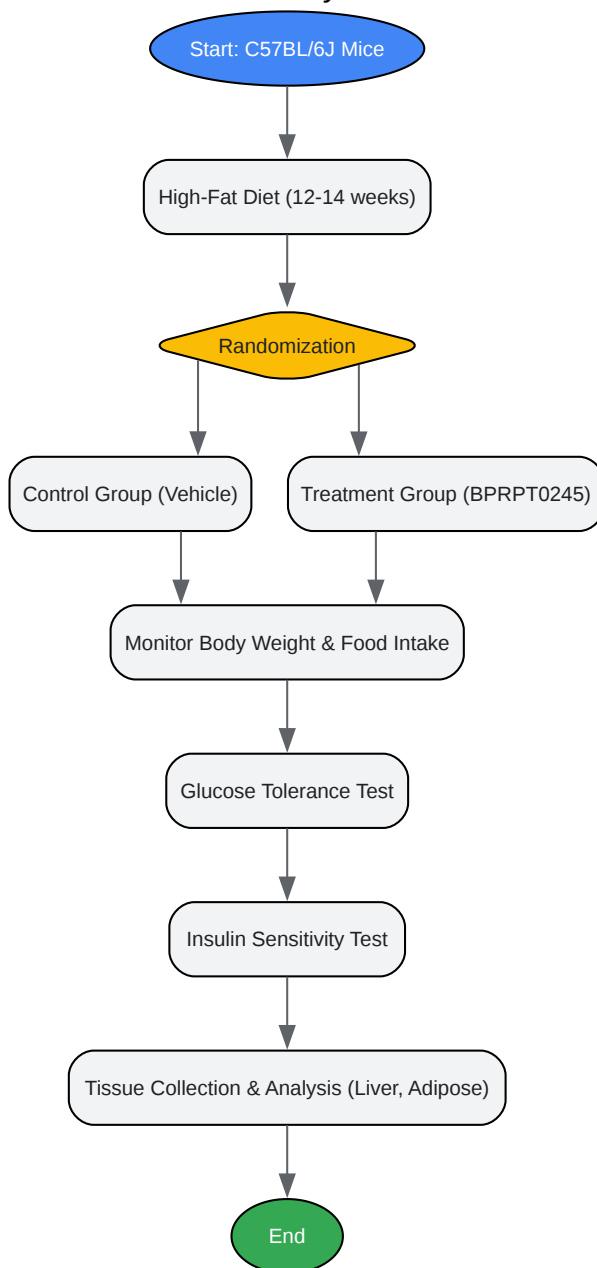 Start: C57BL/6J Mice
High-Fat Diet (12-14 weeks)
Randomization
Control Group (Vehicle)
Treatment Group (BPRPT0245)
Monitor Body Weight & Food Intake
Glucose Tolerance Test
Insulin Sensitivity Test
Tissue Collection & Analysis (Liver, Adipose)
End